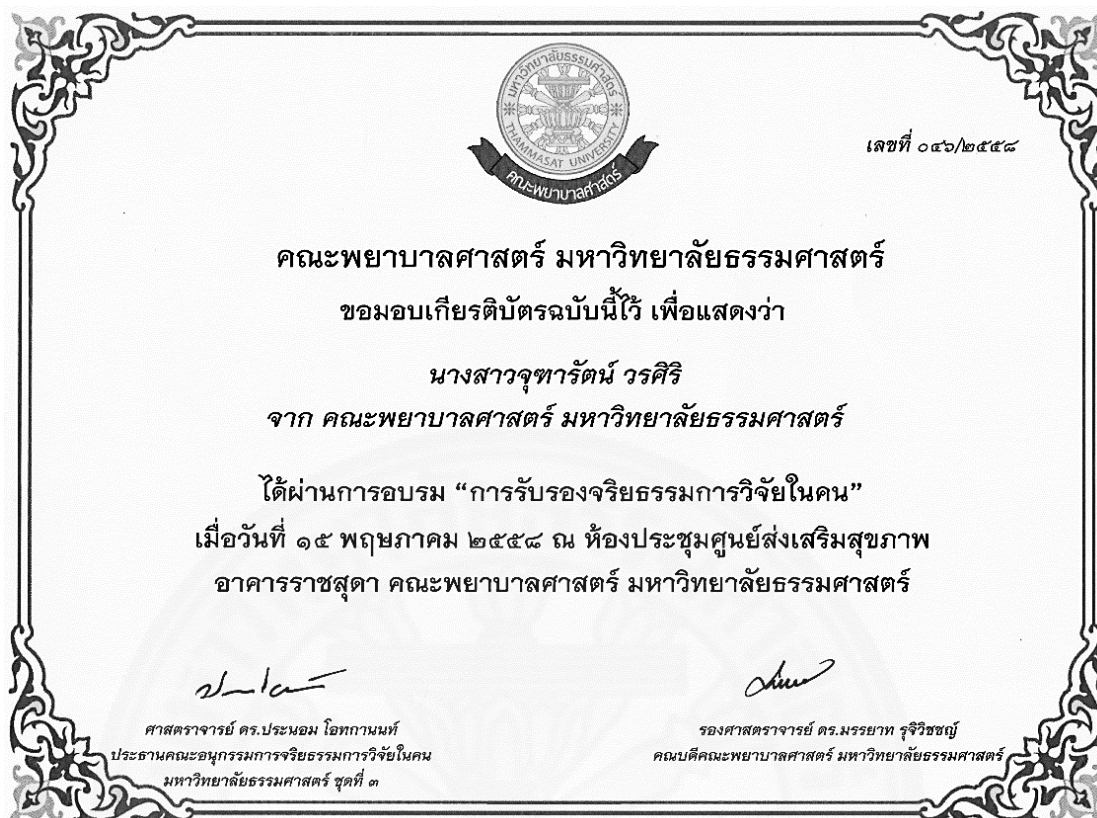 มหาวิทยาลัยธรรมศาสตร์
THAMMASAT UNIVERSITY
คณะพยาบาลศาสตร์
เลขที่ ๐๔๖/๒๕๕๘
คณะพยาบาลศาสตร์ มหาวิทยาลัยธรรมศาสตร์
ขอมอบเกียรติบัตรฉบับนี้ไว้ เพื่อแสดงว่า
นางสาวจุฑารัตน์ วรศิริ
จาก คณะพยาบาลศาสตร์ มหาวิทยาลัยธรรมศาสตร์
ได้ผ่านการอบรม “การรับรองจริยธรรมการวิจัยในคน”
เมื่อวันที่ ๑๕ พฤษภาคม ๒๕๕๘ ณ ห้องประชุมศูนย์ส่งเสริมสุขภาพ
อาคารราชสุดา คณะพยาบาลศาสตร์ มหาวิทยาลัยธรรมศาสตร์
ศาสตราจารย์ ดร.ประนอม โอทกานนท์
ประธานคณะอนุกรรมการจริยธรรมการวิจัยในคน
มหาวิทยาลัยธรรมศาสตร์ ชุดที่ ๓
รองศาสตราจารย์ ดร.มรรยาท รุจิวิชชญ์
คณบดีคณะพยาบาลศาสตร์ มหาวิทยาลัยธรรมศาสตร์